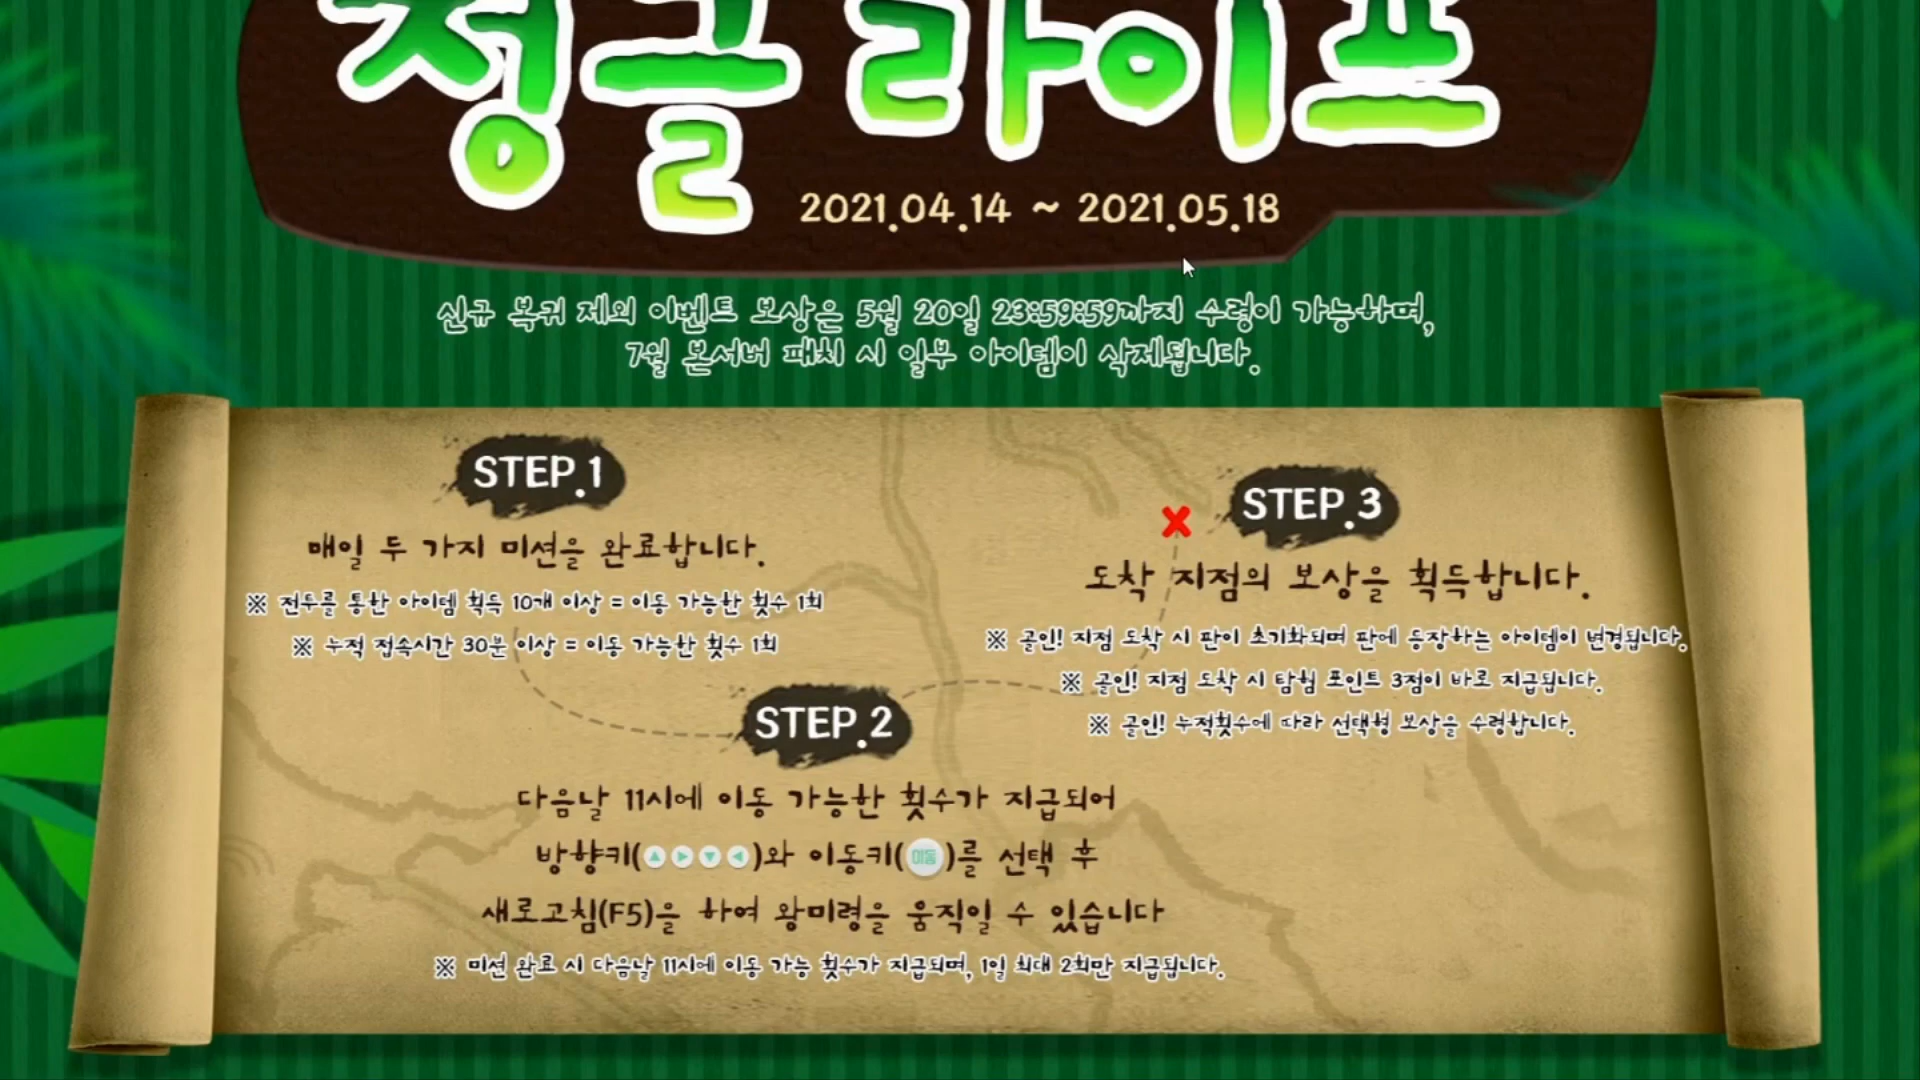 정글 라이프
2021.04.14 ~ 2021.05.18
신규 복귀 제외 이벤트 보상은 5월 20일 23:59:59까지 수령이 가능하며,
7월 본서버 패치 시 일부 아이템이 삭제됩니다.
STEP.1
매일 두 가지 미션을 완료합니다.
※ 전투를 통한 아이템 획득 10개 이상 = 이동 가능한 횟수 1회
※ 누적 접속시간 30분 이상 = 이동 가능한 횟수 1회
STEP.2
다음날 11시에 이동 가능한 횟수가 지급되어
방향키(▲▶▼◀)와 이동키(이동)를 선택 후
새로고침(F5)을 하여 왕미령을 움직일 수 있습니다
※ 미션 완료 시 다음날 11시에 이동 가능 횟수가 지급되며, 1일 최대 2회만 지급됩니다.
STEP.3
도착 지점의 보상을 획득합니다.
※ 골인! 지점 도착 시 판이 초기화되며 판에 등장하는 아이템이 변경됩니다.
※ 골인! 지점 도착 시 탐험 포인트 3점이 바로 지급됩니다.
※ 골인! 누적횟수에 따라 선택형 보상을 수령합니다.